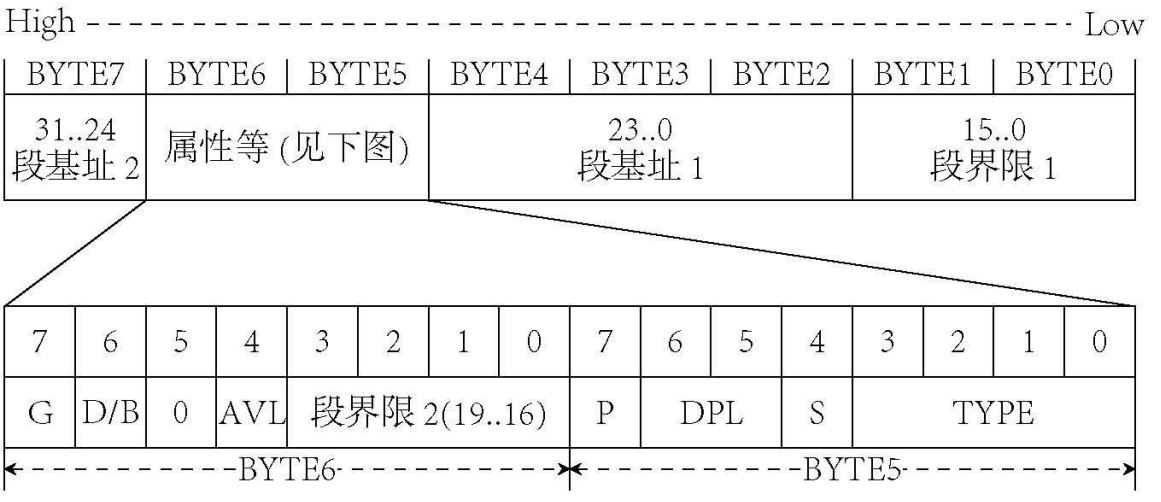 High Low
BYTE7 BYTE6 BYTE5 BYTE4 BYTE3 BYTE2 BYTE1 BYTE0
31..24
段基址 2
属性等 (见下图)
23..0
段基址 1
15..0
段界限 1
7 6 5 4 3 2 1 0 7 6 5 4 3 2 1 0
G D/B 0 AVL 段界限 2(19..16) P DPL S TYPE
BYTE6 BYTE5